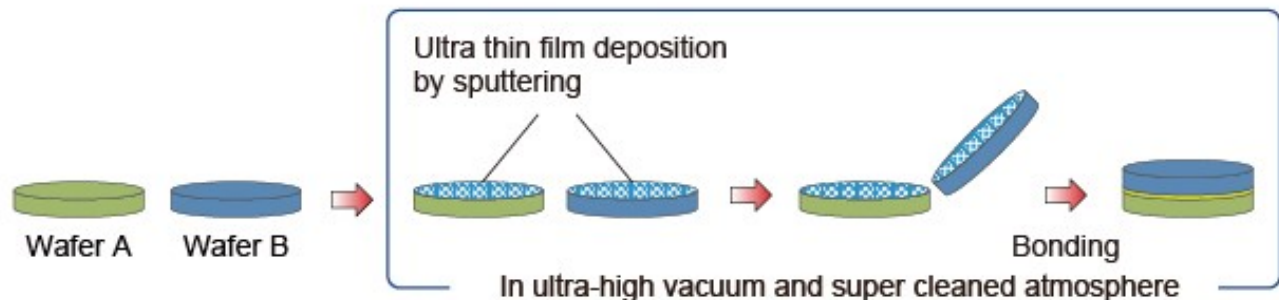 Ultra thin film deposition
by sputtering
Wafer A
Wafer B
Bonding
In ultra-high vacuum and super cleaned atmosphere